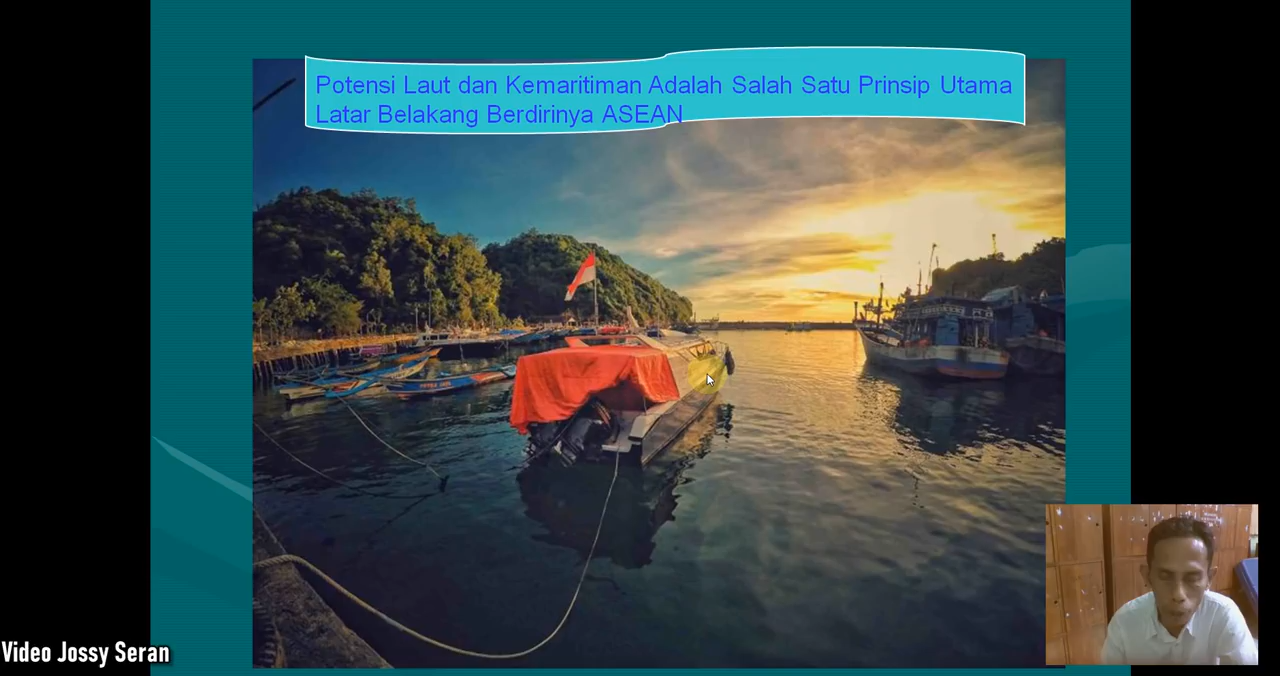 Potensi Laut dan Kemaritiman Adalah Salah Satu Prinsip Utama
Latar Belakang Berdirinya ASEAN
Video Jossy Seran